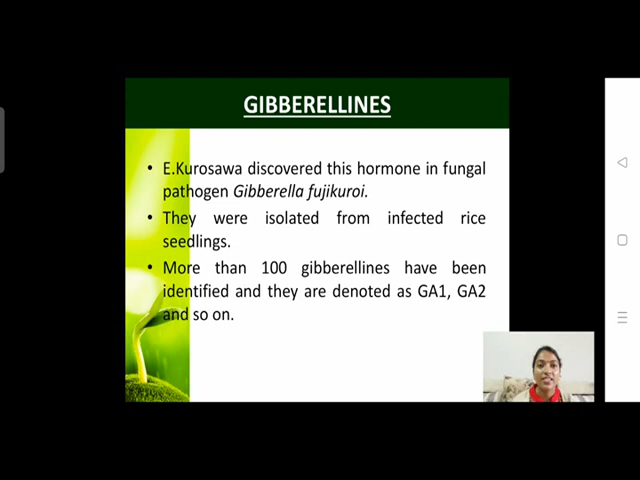 GIBBERELLINES
• E.Kurosawa discovered this hormone in fungal
pathogen Gibberella fujikuroi.
• They were isolated from infected rice
seedlings.
• More than 100 gibberellines have been
identified and they are denoted as GA1, GA2
and so on.